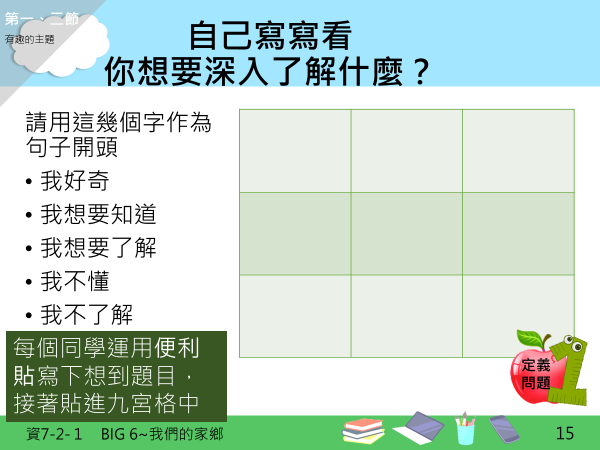 第一、二節
有趣的主題
自己寫寫看
你想要深入了解什麼？
請用這幾個字作為
句子開頭
• 我好奇
• 我想要知道
• 我想要了解
• 我不懂
• 我不了解
每個同學運用便利
貼寫下想到題目，
接著貼進九宮格中
定義
問題
1
資7-2-1 BIG 6~我們的家鄉
15